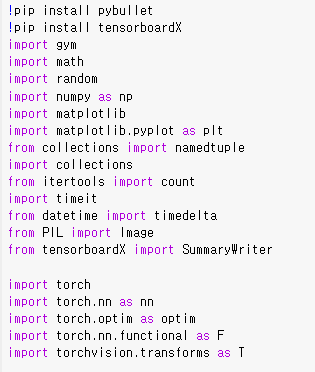 !pip install pybullet
!pip install tensorboardX
import gym
import math
import random
import numpy as np
import matplotlib
import matplotlib.pyplot as plt
from collections import namedtuple
import collections
from itertools import count
import timeit
from datetime import timedelta
from PIL import Image
from tensorboardX import SummaryWriter

import torch
import torch.nn as nn
import torch.optim as optim
import torch.nn.functional as F
import torchvision.transforms as T